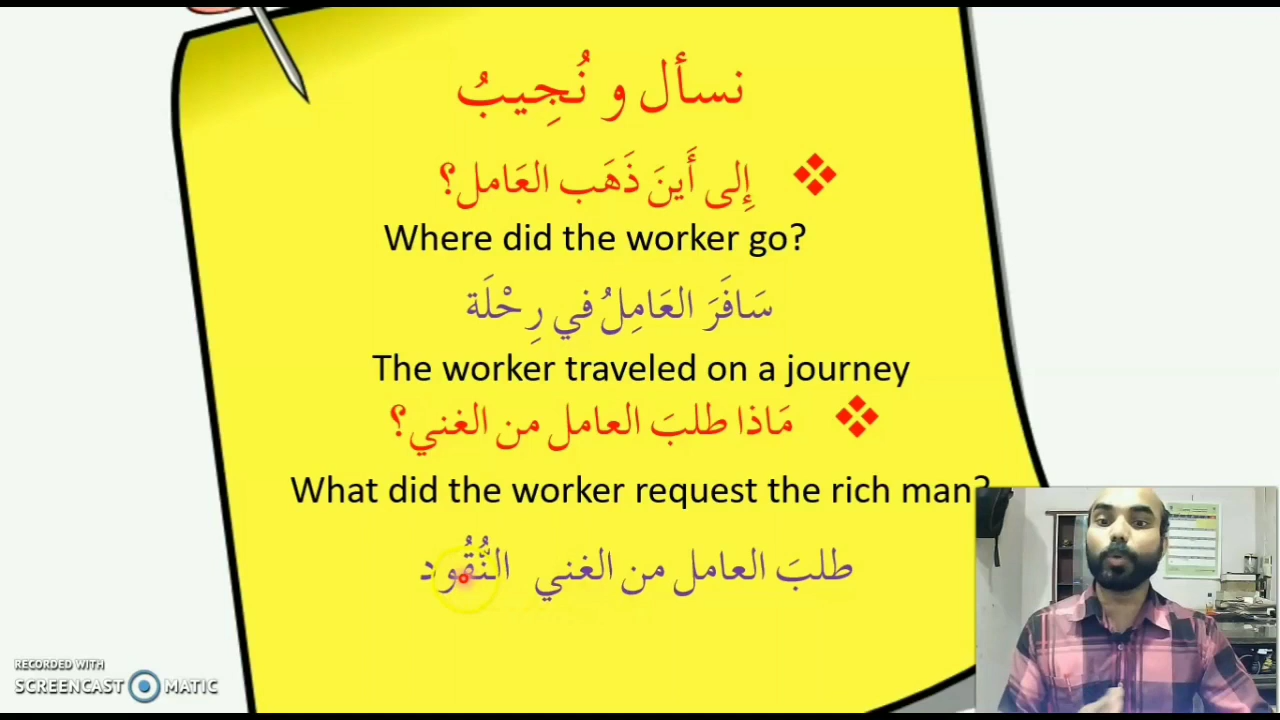 نسأل و نُجِيبُ
إِلى أَينَ ذَهَب العَامل؟
Where did the worker go?
سَافَرَ العَامِلُ في رِحْلَة
The worker traveled on a journey
مَاذا طلبَ العامل من الغني؟
What did the worker request the rich man?
طلبَ العامل من الغني النُّقُود
RECORDED WITH
SCREENCAST MATIC